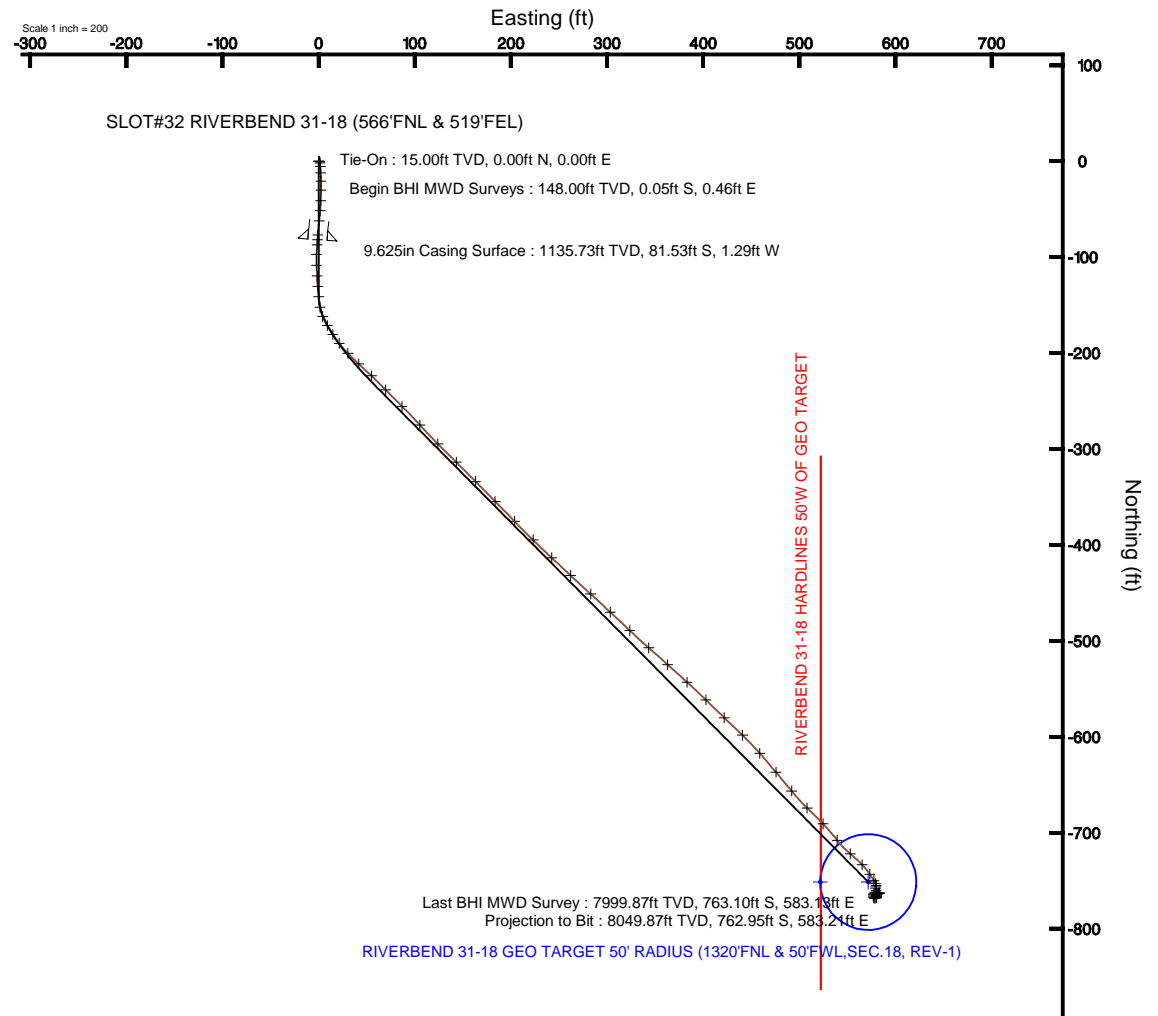 Easting (ft)
Scale 1 inch = 200
-300 -200 -100 0 100 200 300 400 500 600 700
100
SLOT#32 RIVERBEND 31-18 (566'FNL & 519'FEL)
Tie-On : 15.00ft TVD, 0.00ft N, 0.00ft E
0
Begin BHI MWD Surveys : 148.00ft TVD, 0.05ft S, 0.46ft E
9.625in Casing Surface : 1135.73ft TVD, 81.53ft S, 1.29ft W
-100
-200
-300
-400
-500
-600
-700
-800
Northing (ft)
RIVERBEND 31-18 HARDLINES 50'W OF GEO TARGET
Last BHI MWD Survey : 7999.87ft TVD, 763.10ft S, 583.13ft E
Projection to Bit : 8049.87ft TVD, 762.95ft S, 583.21ft E
RIVERBEND 31-18 GEO TARGET 50' RADIUS (1320'FNL & 50'FWL,SEC.18, REV-1)